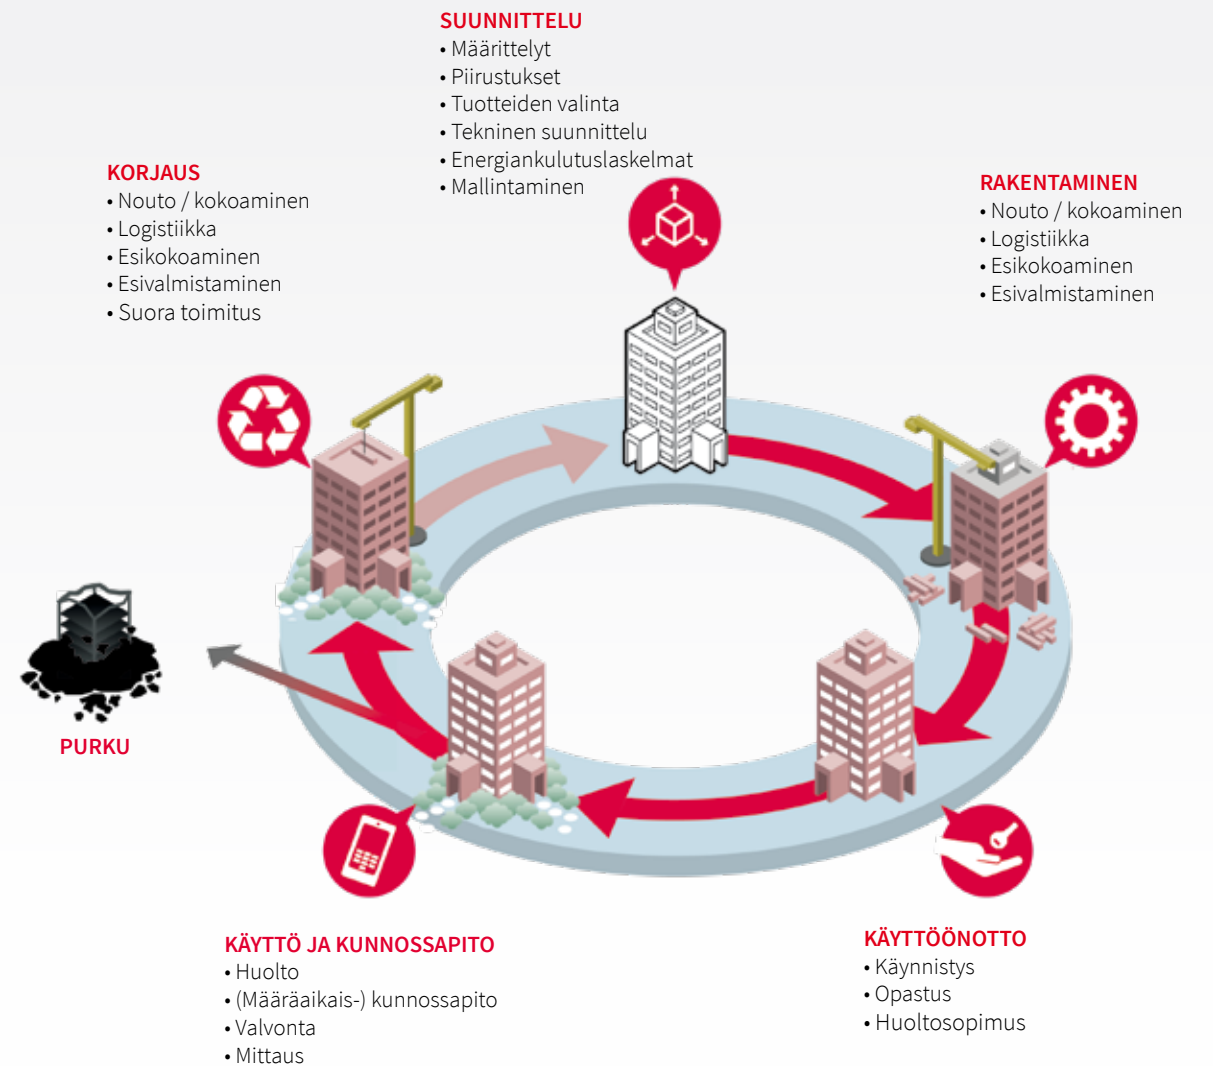 SUUNNITTELU
• Määrittelyt
• Piirustukset
• Tuotteiden valinta
• Tekninen suunnittelu
• Energiankulutuslaskelmat
• Mallintaminen
KORJAUS
• Nouto / kokoaminen
• Logistiikka
• Esikokoaminen
• Esivalmistaminen
• Suora toimitus
RAKENTAMINEN
• Nouto / kokoaminen
• Logistiikka
• Esikokoaminen
• Esivalmistaminen
PURKU
KÄYTTÖ JA KUNNOSSAPITO
• Huolto
• (Määräaikais-) kunnossapito
• Valvonta
• Mittaus
KÄYTTÖÖNOTTO
• Käynnistys
• Opastus
• Huoltosopimus